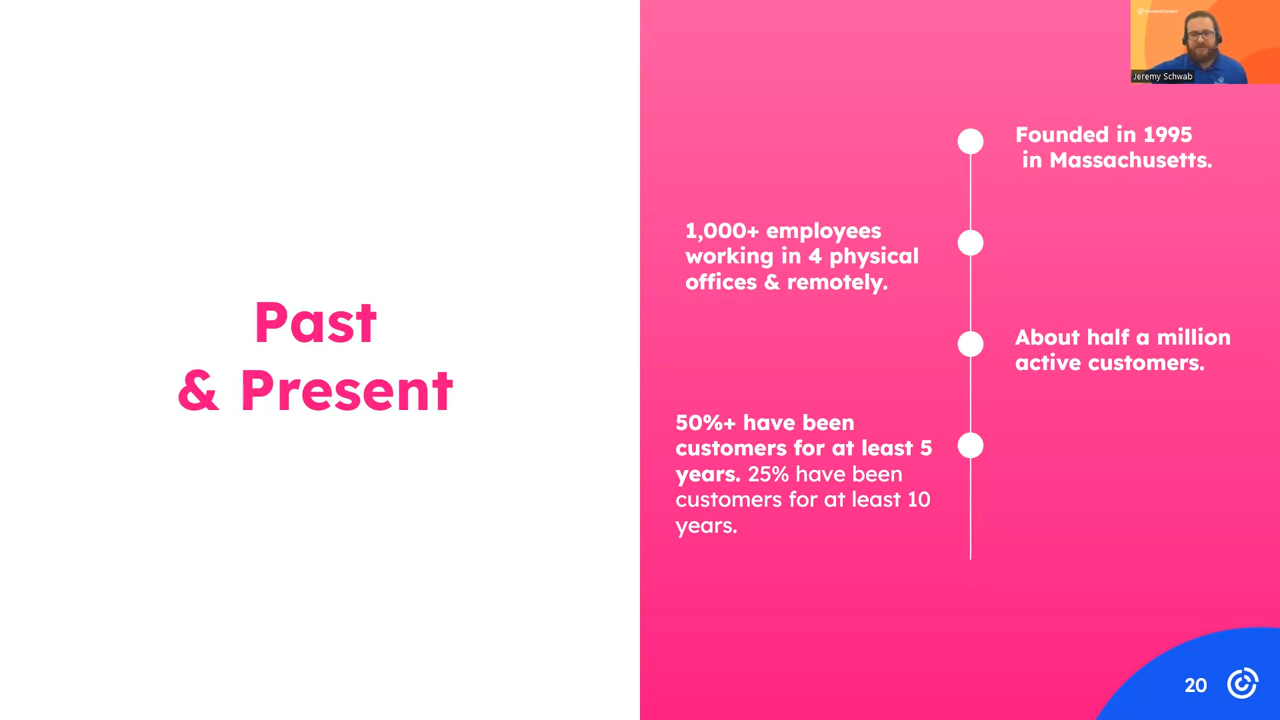 Past
& Present
Jeremy Schwab
Founded in 1995
in Massachusetts.
1,000+ employees
working in 4 physical
offices & remotely.
About half a million
active customers.
50%+ have been
customers for at least 5
years. 25% have been
customers for at least 10
years.
20